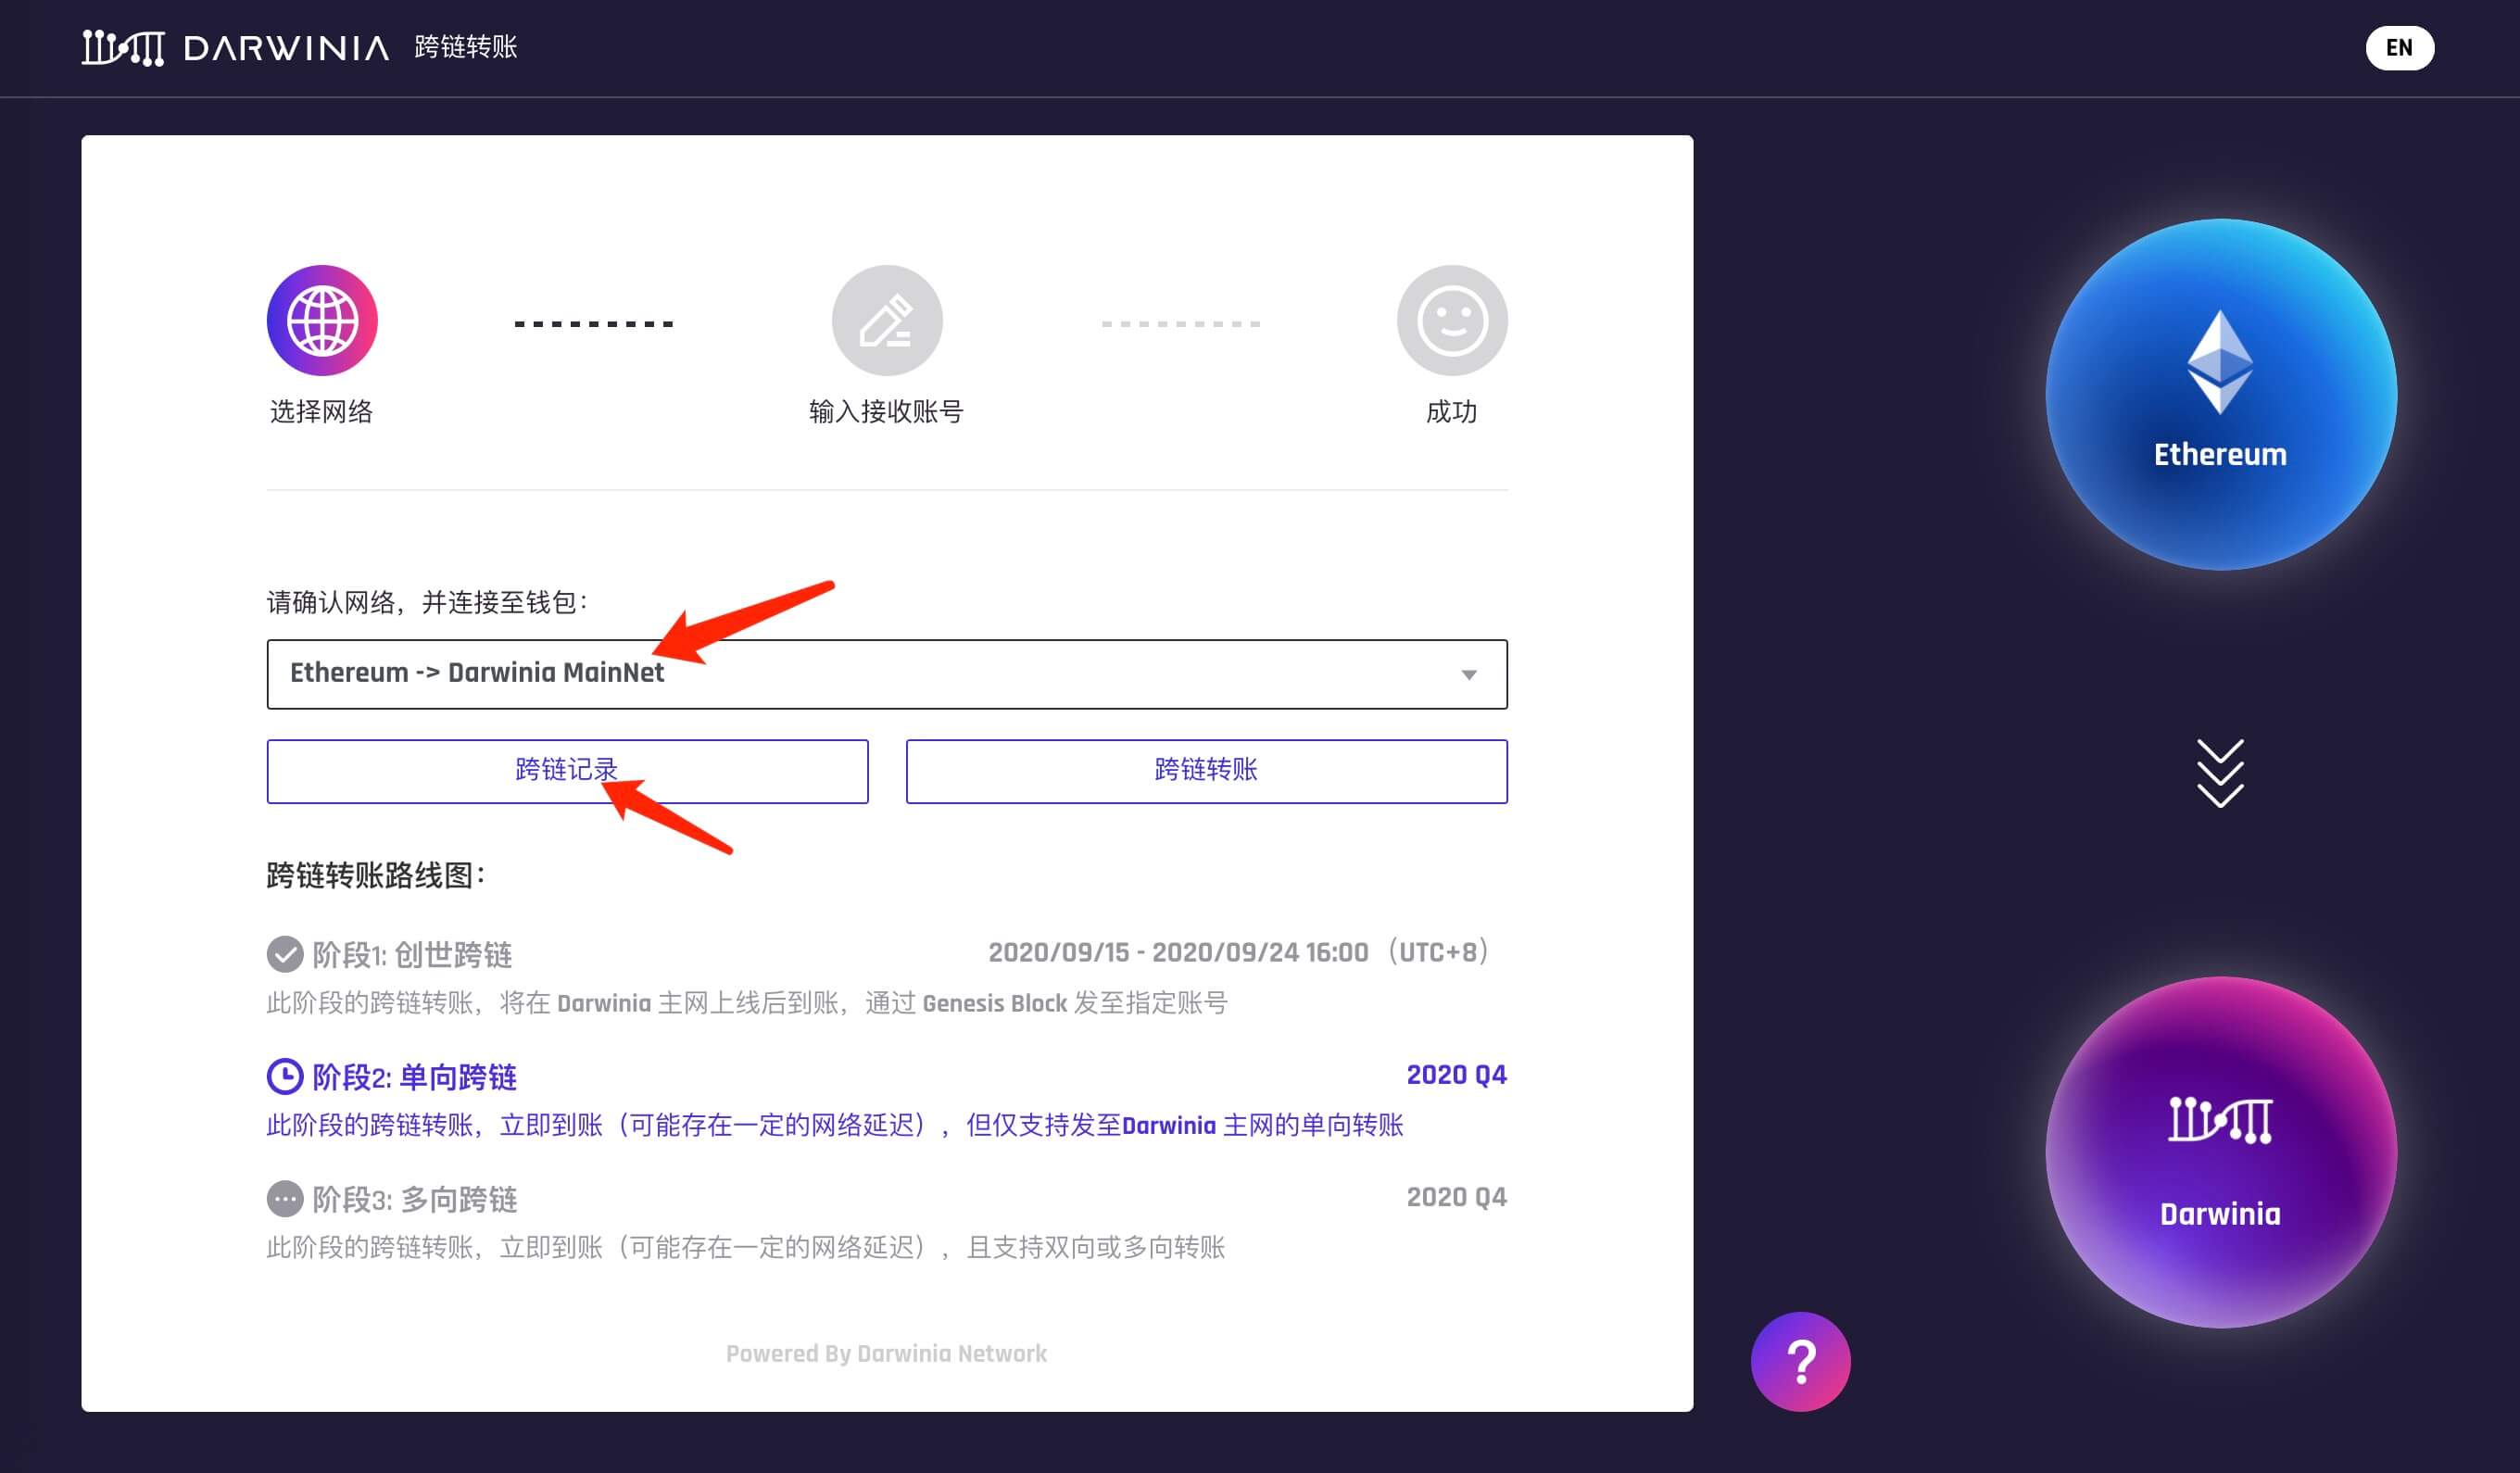 DARWINIA 跨链转账
EN
选择网络
输入接收账号
成功
请确认网络，并连接至钱包：
Ethereum -> Darwinia MainNet
跨链记录
跨链转账
跨链转账路线图：
阶段1: 创世跨链
2020/09/15 - 2020/09/24 16:00（UTC+8）
此阶段的跨链转账，将在 Darwinia 主网上线后到账，通过 Genesis Block 发至指定账号
阶段2: 单向跨链
2020 Q4
此阶段的跨链转账，立即到账（可能存在一定的网络延迟），但仅支持发至Darwinia 主网的单向转账
阶段3: 多向跨链
2020 Q4
此阶段的跨链转账，立即到账（可能存在一定的网络延迟），且支持双向或多向转账
Powered By Darwinia Network
Ethereum
Darwinia
?